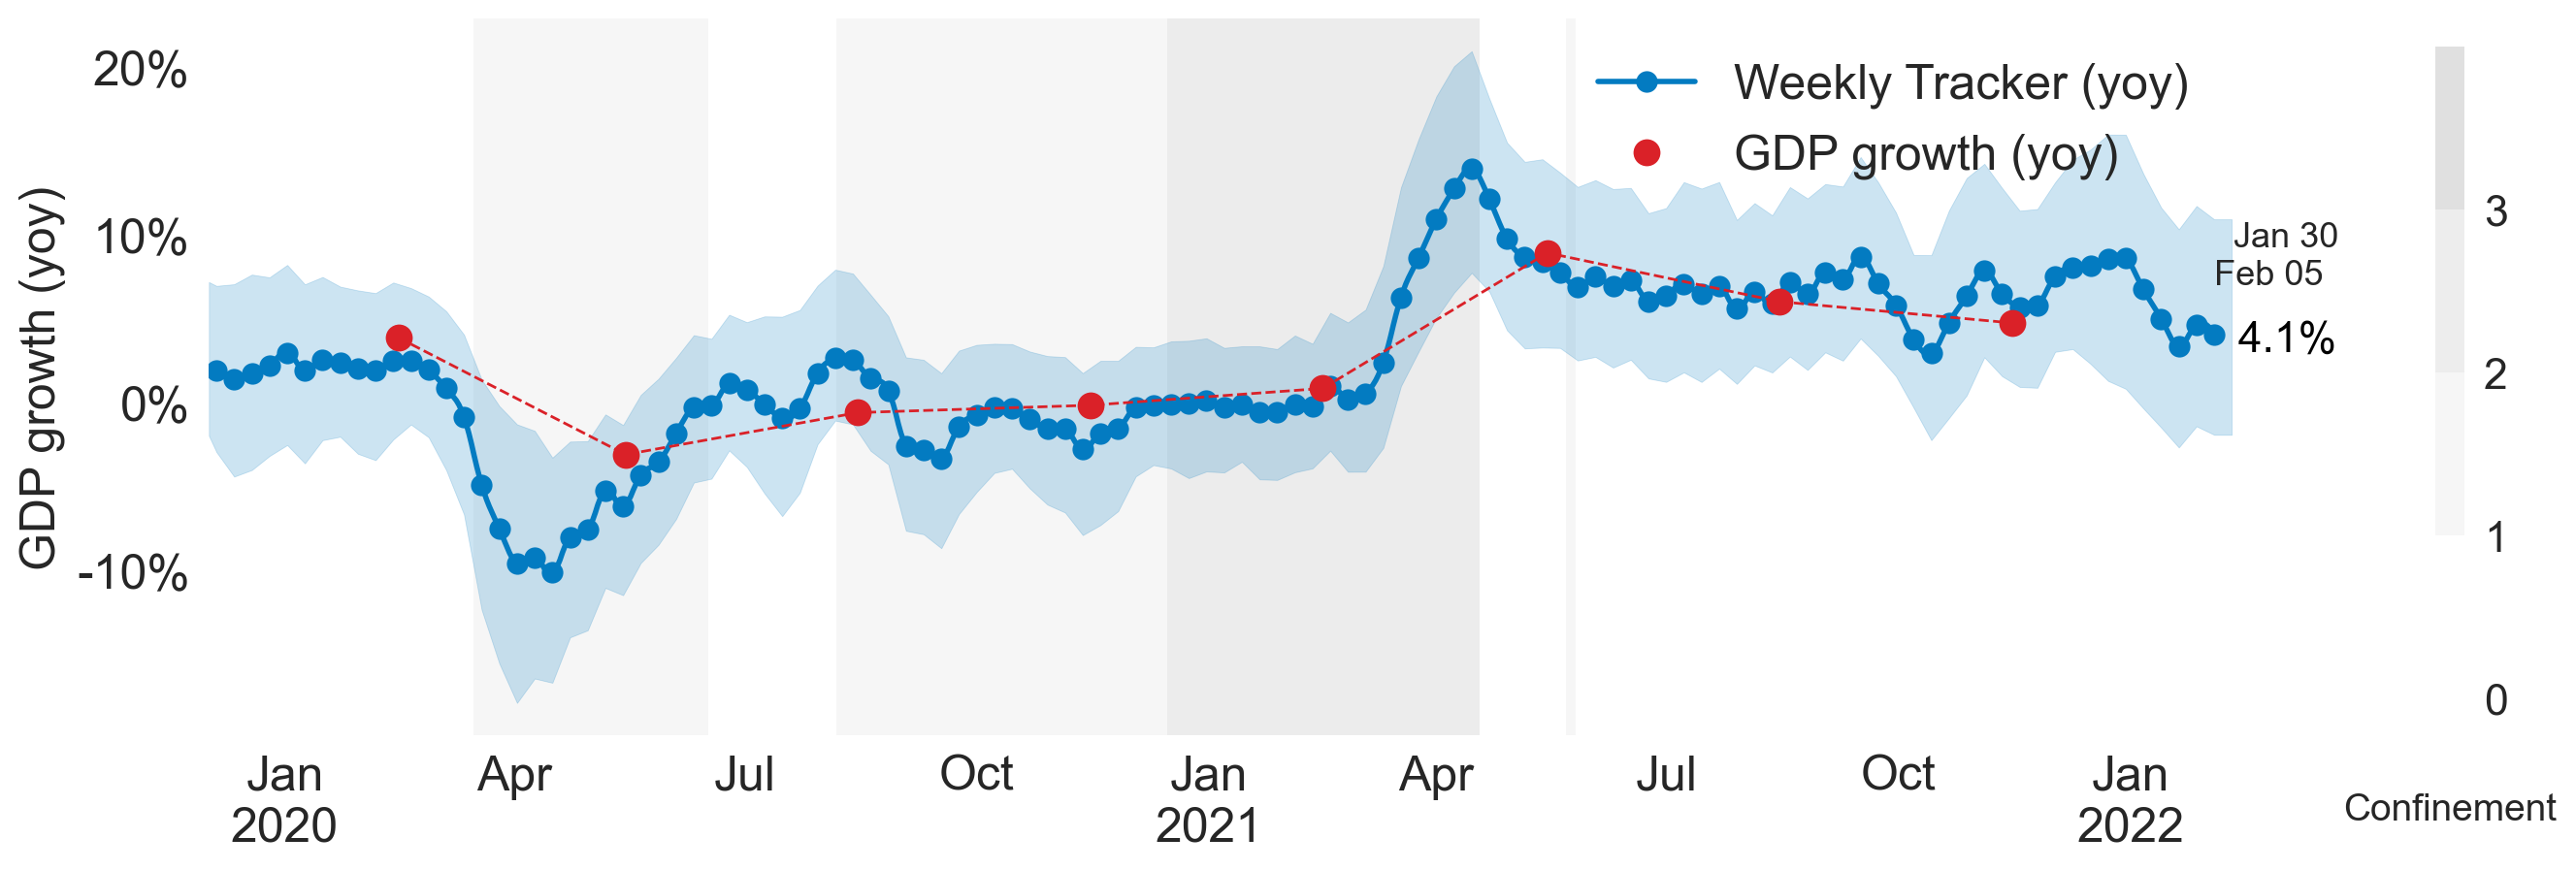 GDP growth (yoy)
20%
10%
0%
-10%
Weekly Tracker (yoy)
GDP growth (yoy)
Jan 30
Feb 05
4.1%
3
2
1
0
Confinement
Jan Apr Jul Oct Jan Apr Jul Oct Jan
2020 2021 2022